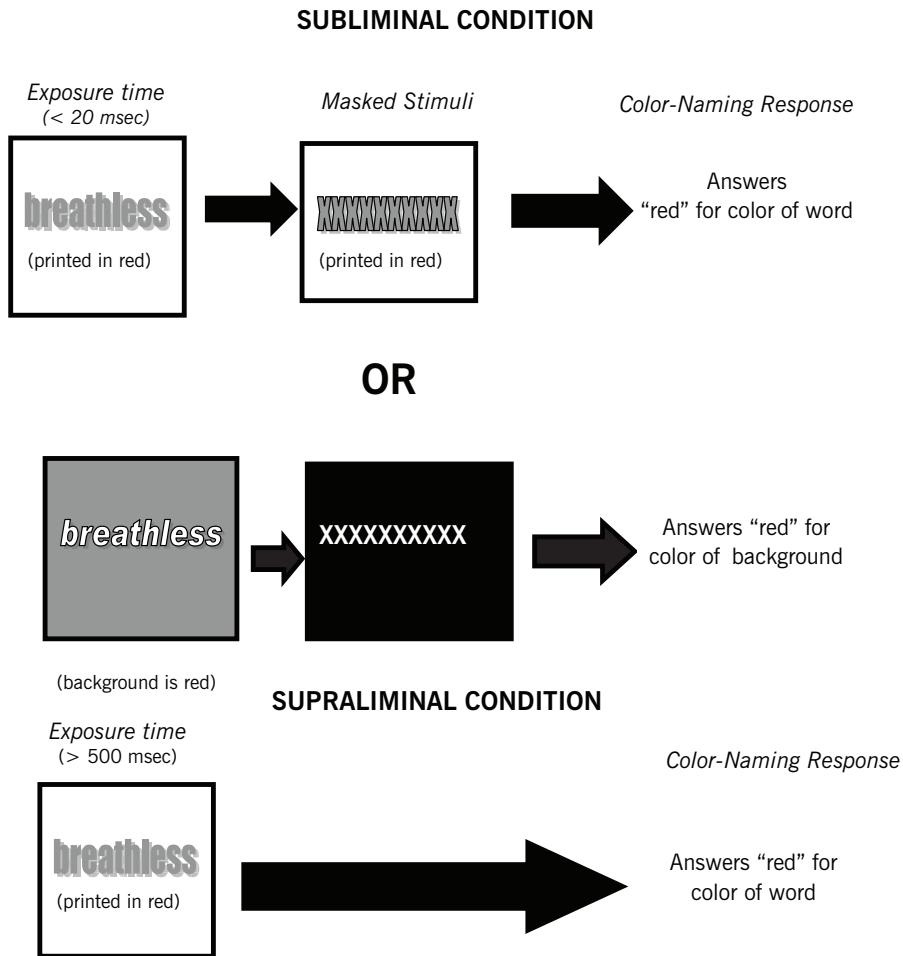 SUBLIMINAL CONDITION
Exposure time
(< 20 msec)
Masked Stimuli
Color-Naming Response
breathless
(printed in red)
XXXXXXXXXX
(printed in red)
Answers
“red” for color of word
OR
breathless
XXXXXXXXXX
Answers “red” for
color of background
(background is red)
SUPRALIMINAL CONDITION
Exposure time
(> 500 msec)
Color-Naming Response
breathless
(printed in red)
Answers “red” for
color of word